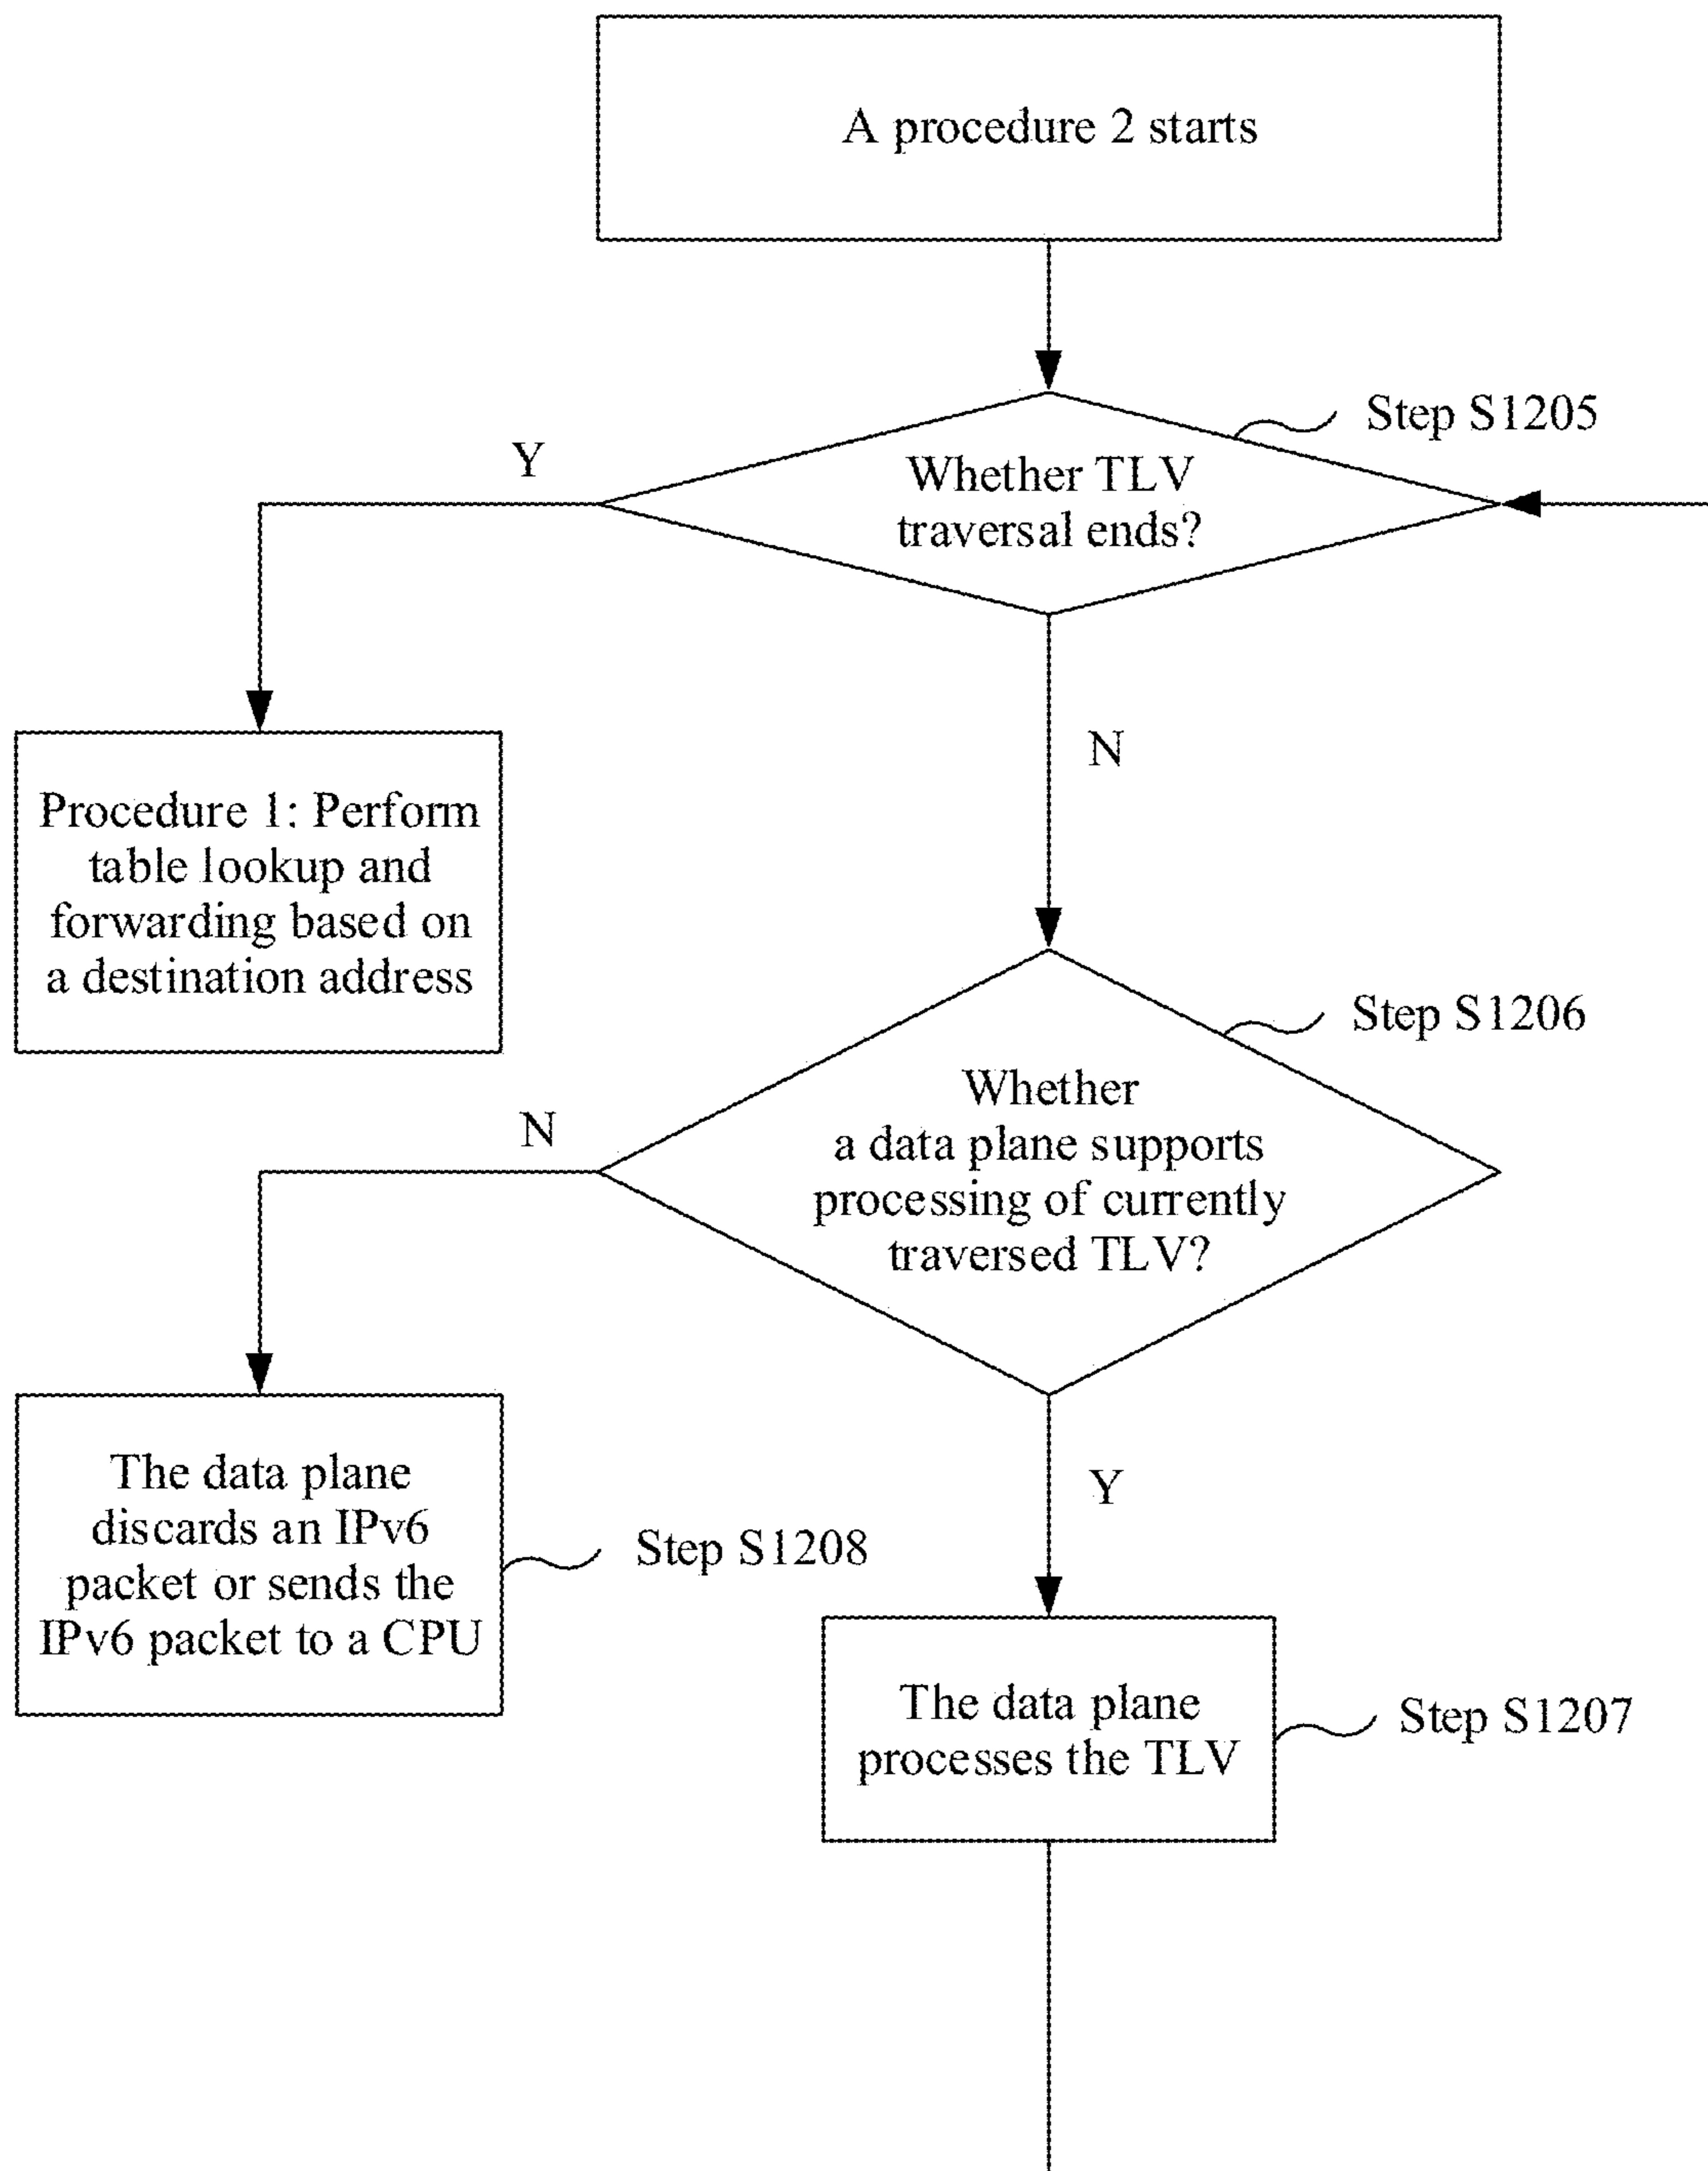 A procedure 2 starts
Step S1205
Y
Whether TLV
traversal ends?
N
Procedure 1: Perform
table lookup and
forwarding based on
a destination address
Step S1206
N
Whether
a data plane supports
processing of currently
traversed TLV?
The data plane
discards an IPv6
packet or sends the
IPv6 packet to a CPU
Step S1208
Y
The data plane
processes the TLV
Step S1207